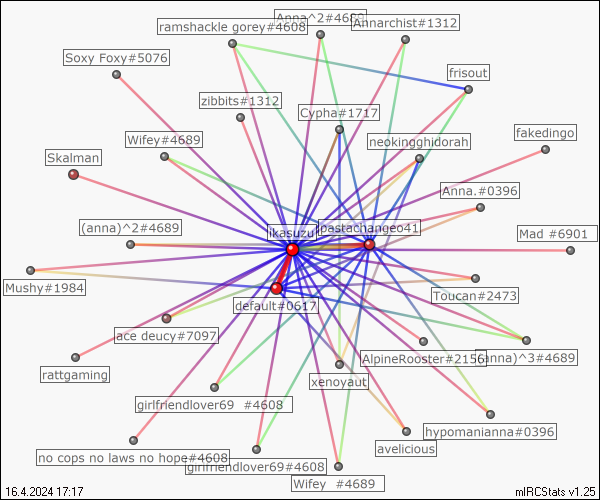 Anna^2#4689
Annarchist#1312
ramshackle gorey#4608
Soxy Foxy#5076
frisout
zibbits#1312
Cypha#1717
fakedingo
Wifey#4689
neokingghidorah
Skalman
Anna.#0396
(anna)^2#4689
ikasuzu
pastachangeo41
Mad #6901
Mushy#1984
Toucan#2473
default#0617
ace deucy#7097
AlpineRooster#2156
(anna)^3#4689
rattgaming
xenoyaut
girlfriendlover69 #4608
hypomanianna#0396
avelicious
no cops no laws no hope#4608
girlfriendlover69#4608
Wifey #4689
16.4.2024 17:17
mIRCStats v1.25